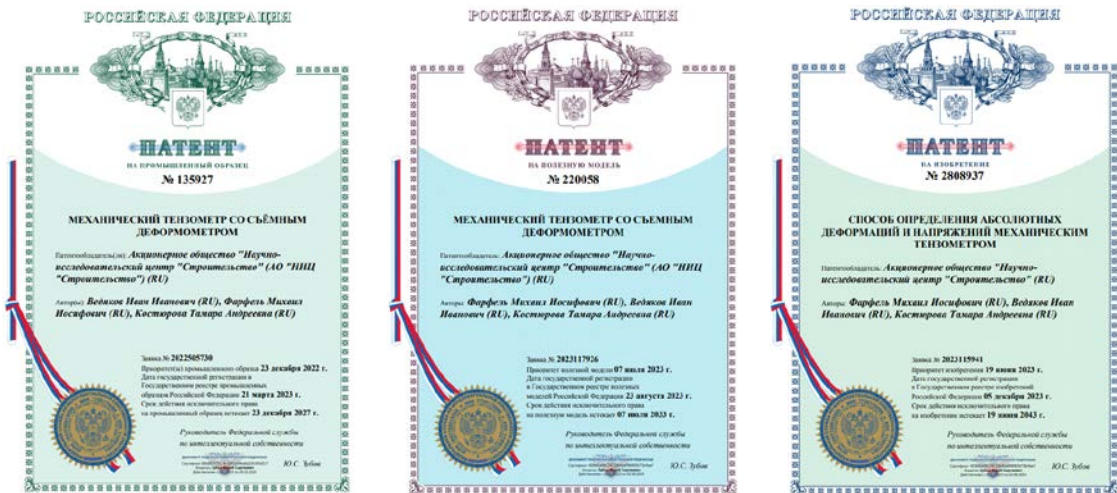 РОССИЙСКАЯ ФЕДЕРАЦИЯ
ПАТЕНТ
НА ПРОМЫШЛЕННЫЙ ОБРАЗЕЦ
№ 135927
МЕХАНИЧЕСКИЙ ТЕНЗОМЕТР СО СЪЁМНЫМ
ДЕФОРМОМЕТРОМ
Патентообладатель(ли): Акционерное общество "Научно-
исследовательский центр "Строительство" (АО "НИЦ
"Строительство") (RU)
Автор(ы): Ведяков Иван Иванович (RU), Фарфель Михаил
Иосифович (RU), Костюрова Тамара Андреевна (RU)
Заявка № 2022505730
Приоритет(ы) промышленного образца 23 декабря 2022 г.
Дата государственной регистрации в
Государственном реестре промышленных
образцов Российской Федерации 21 марта 2023 г.
Срок действия исключительного права
на промышленный образец истекает 23 декабря 2027 г.
Руководитель Федеральной службы
по интеллектуальной собственности
Ю.С. Зубов
РОССИЙСКАЯ ФЕДЕРАЦИЯ
ПАТЕНТ
НА ПОЛЕЗНУЮ МОДЕЛЬ
№ 220058
МЕХАНИЧЕСКИЙ ТЕНЗОМЕТР СО СЪЕМНЫМ
ДЕФОРМОМЕТРОМ
Патентообладатель: Акционерное общество "Научно-
исследовательский центр "Строительство" (АО "НИЦ
"Строительство") (RU)
Авторы: Фарфель Михаил Иосифович (RU), Ведяков Иван
Иванович (RU), Костюрова Тамара Андреевна (RU)
Заявка № 2023117926
Приоритет полезной модели 07 июля 2023 г.
Дата государственной регистрации
в Государственном реестре полезных
моделей Российской Федерации 23 августа 2023 г.
Срок действия исключительного права
на полезную модель истекает 07 июля 2033 г.
Руководитель Федеральной службы
по интеллектуальной собственности
Ю.С. Зубов
РОССИЙСКАЯ ФЕДЕРАЦИЯ
ПАТЕНТ
НА ИЗОБРЕТЕНИЕ
№ 2808937
СПОСОБ ОПРЕДЕЛЕНИЯ АБСОЛЮТНЫХ
ДЕФОРМАЦИЙ И НАПРЯЖЕНИЙ МЕХАНИЧЕСКИМ
ТЕНЗОМЕТРОМ
Патентообладатель: Акционерное общество "Научно-
исследовательский центр "Строительство" (RU)
Авторы: Фарфель Михаил Иосифович (RU), Ведяков Иван
Иванович (RU), Костюрова Тамара Андреевна (RU)
Заявка № 2023115941
Приоритет изобретения 19 июня 2023 г.
Дата государственной регистрации
в Государственном реестре изобретений
Российской Федерации 05 декабря 2023 г.
Срок действия исключительного права
на изобретение истекает 19 июня 2043 г.
Руководитель Федеральной службы
по интеллектуальной собственности
Ю.С. Зубов